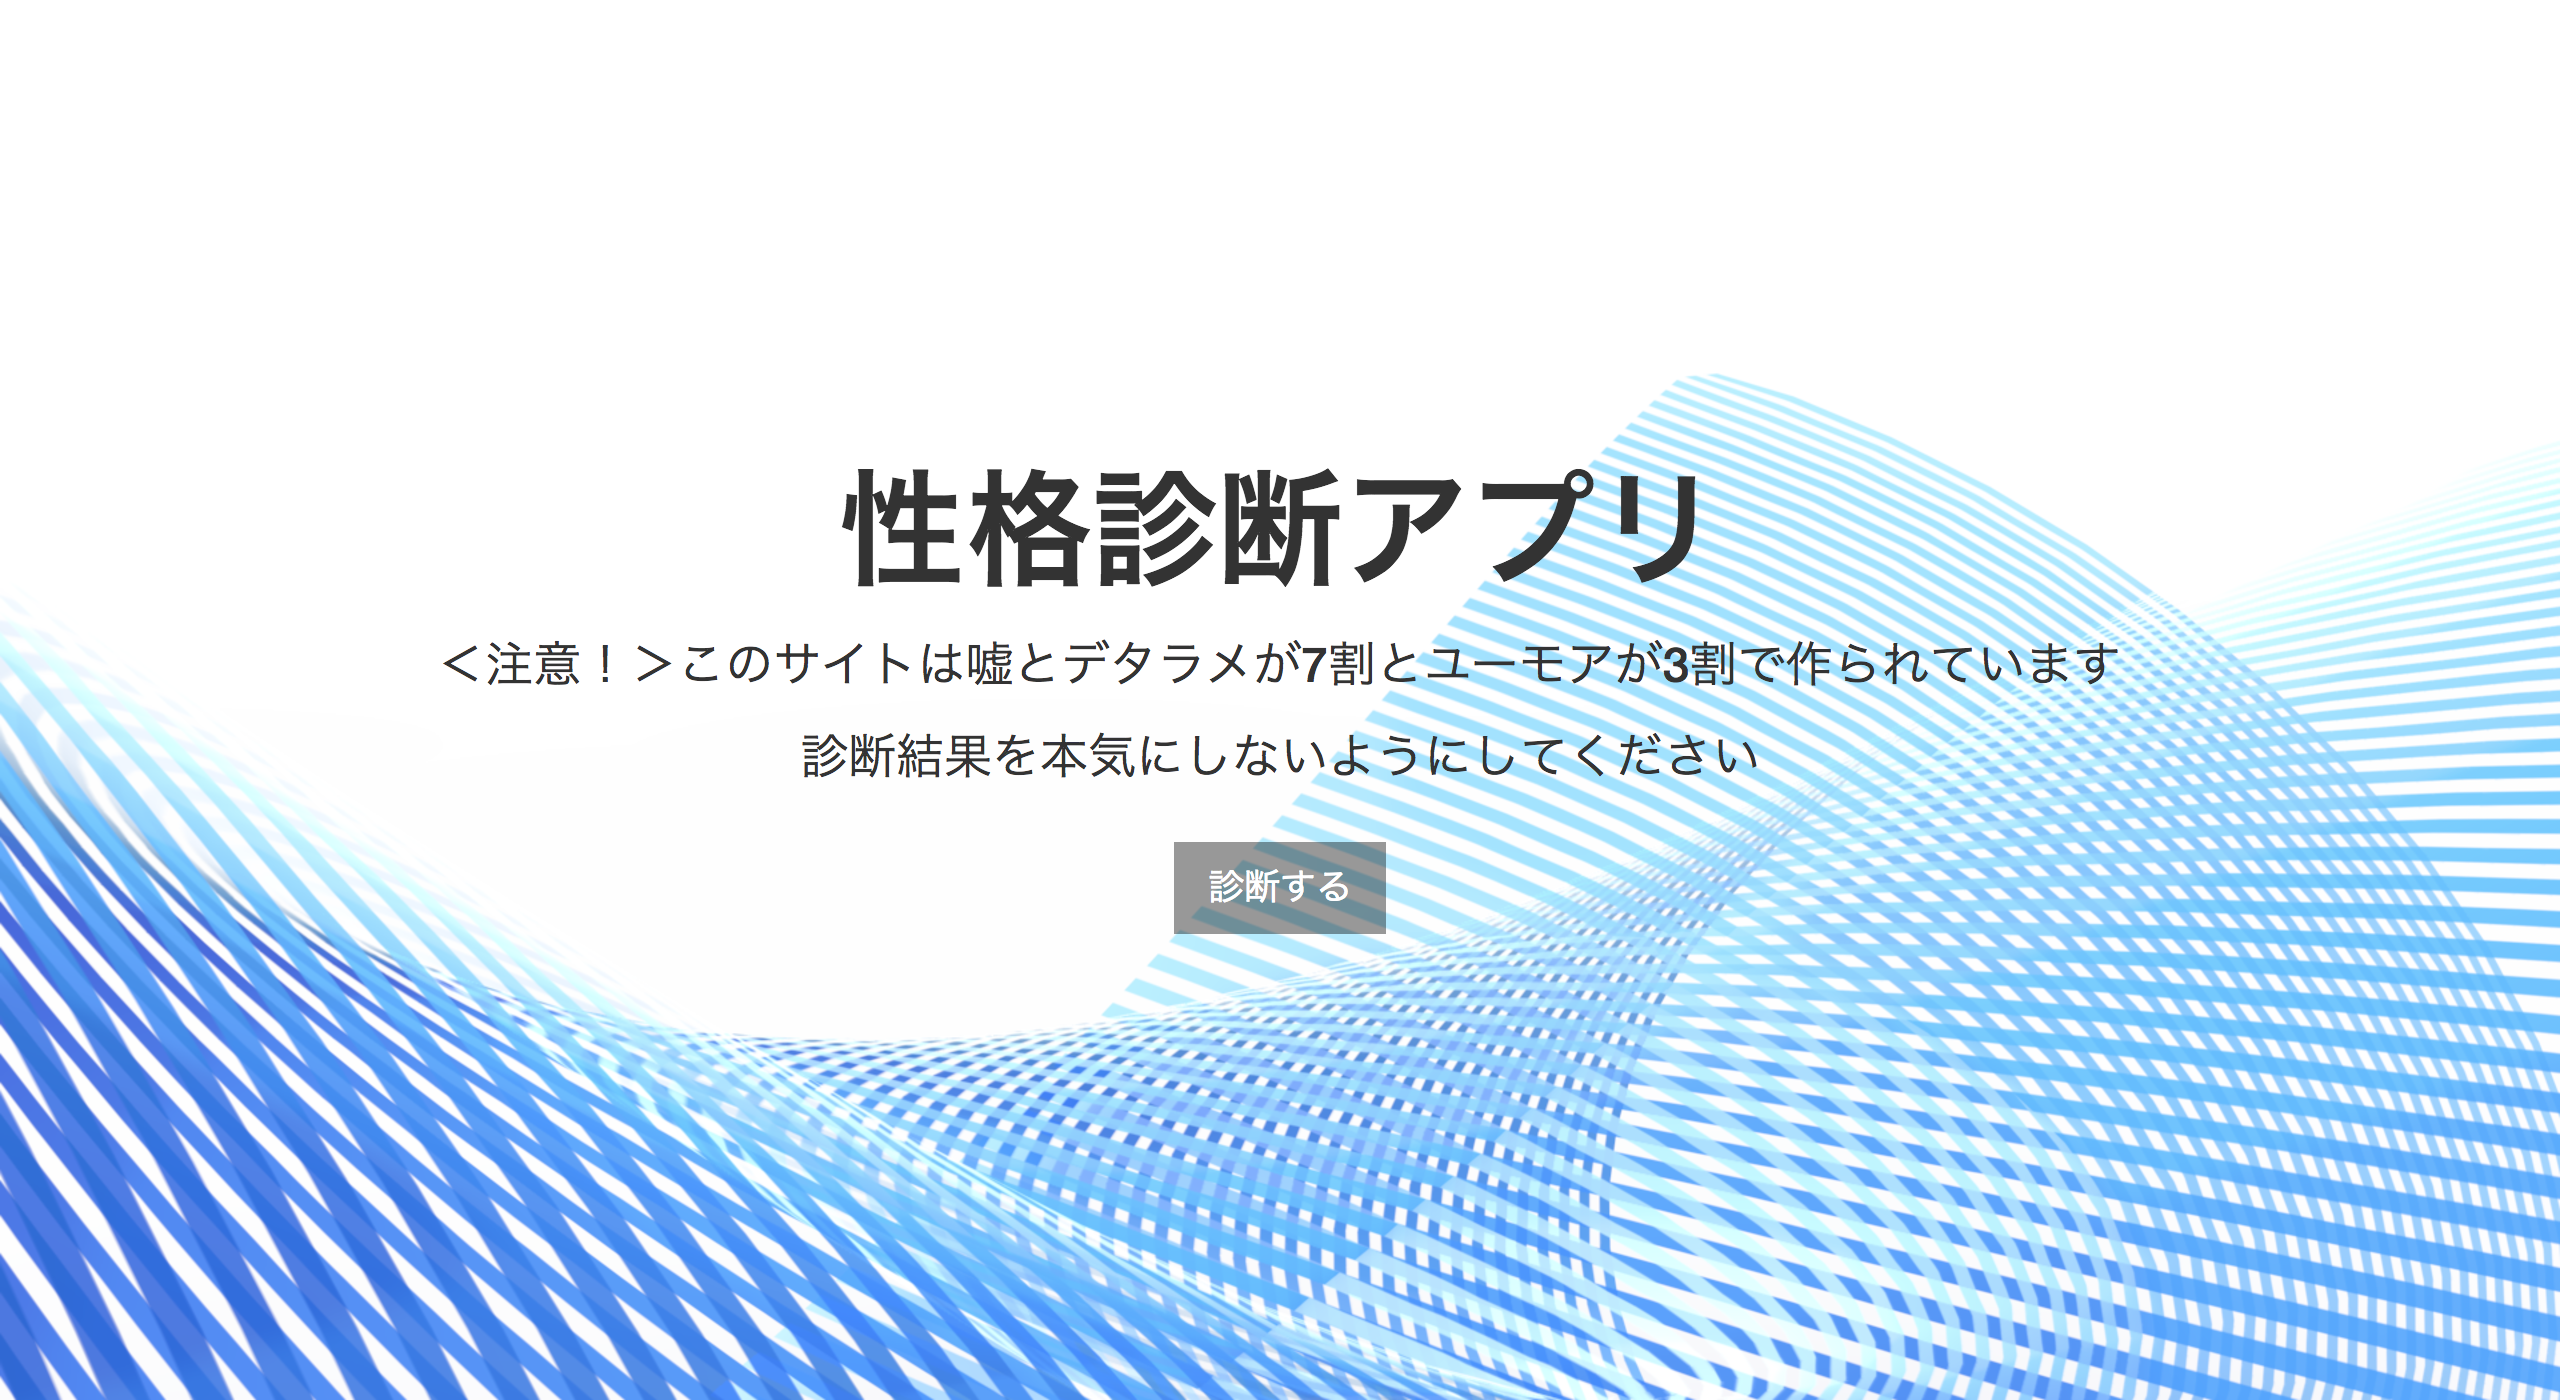 性格診断アプリ
＜注意！＞このサイトは嘘とデタラメが7割とユーモアが3割で作られています
診断結果を本気にしないようにしてください
診断する